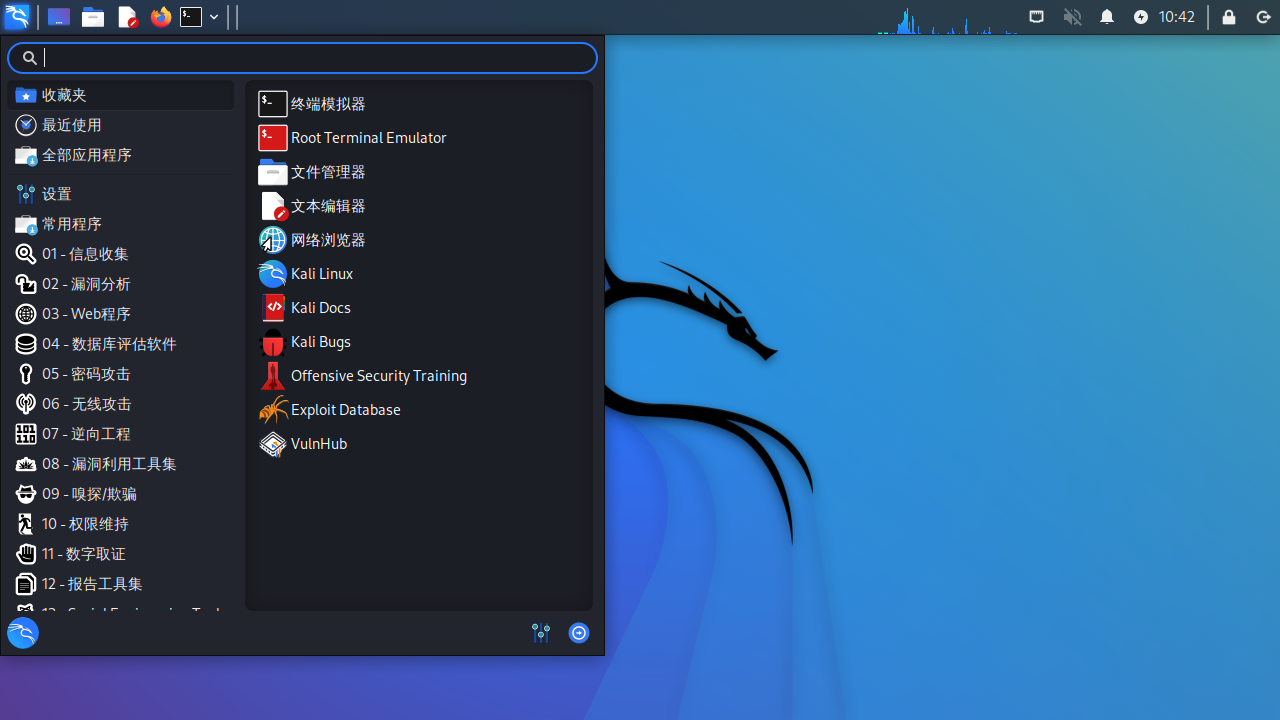 10:42
收藏夹
最近使用
全部应用程序
设置
常用程序
01 - 信息收集
02 - 漏洞分析
03 - Web程序
04 - 数据库评估软件
05 - 密码攻击
06 - 无线攻击
07 - 逆向工程
08 - 漏洞利用工具集
09 - 嗅探/欺骗
10 - 权限维持
11 - 数字取证
12 - 报告工具集
终端模拟器
Root Terminal Emulator
文件管理器
文本编辑器
网络浏览器
Kali Linux
Kali Docs
Kali Bugs
Offensive Security Training
Exploit Database
VulnHub